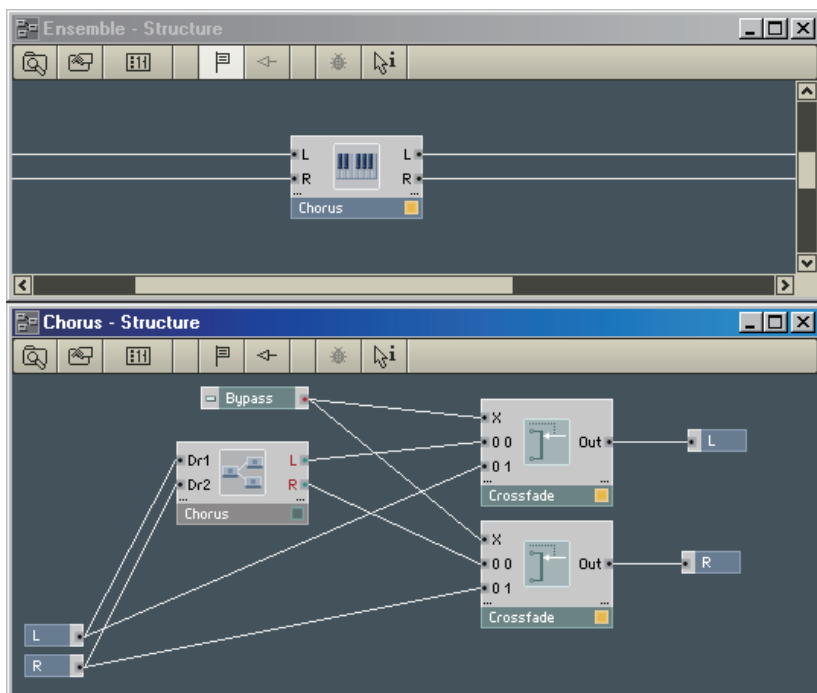 Ensemble - Structure
i
L L
R R
... ...
Chorus
Chorus - Structure
i
Bypass
X
0 0 Out L
0 1
...
Crossfade
Dr1 L
Dr2 R
... ...
Chorus
X
0 0 Out R
0 1
...
Crossfade
L
R